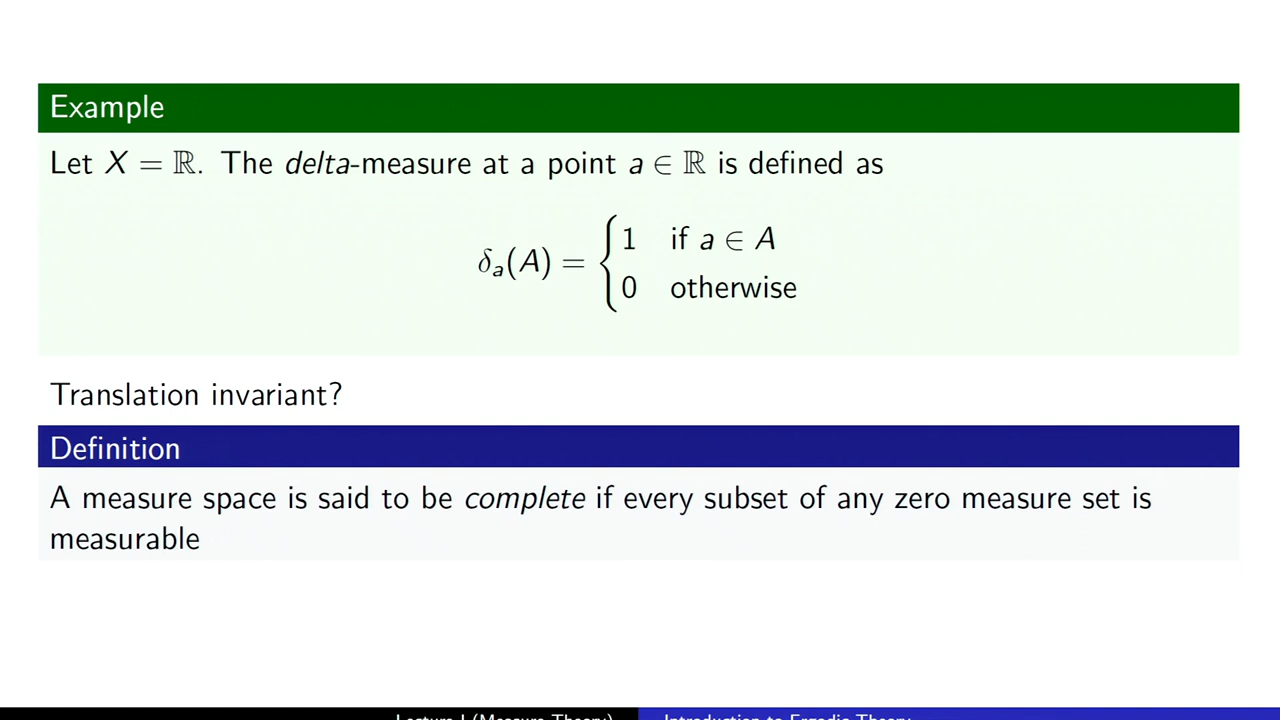 Example
Let X = ℝ. The delta-measure at a point a ∈ ℝ is defined as
δₐ(A) = { 1 if a ∈ A
0 otherwise
Translation invariant?
Definition
A measure space is said to be complete if every subset of any zero measure set is
measurable
Lecture I (Measure Theory) Introduction to Ergodic Theory